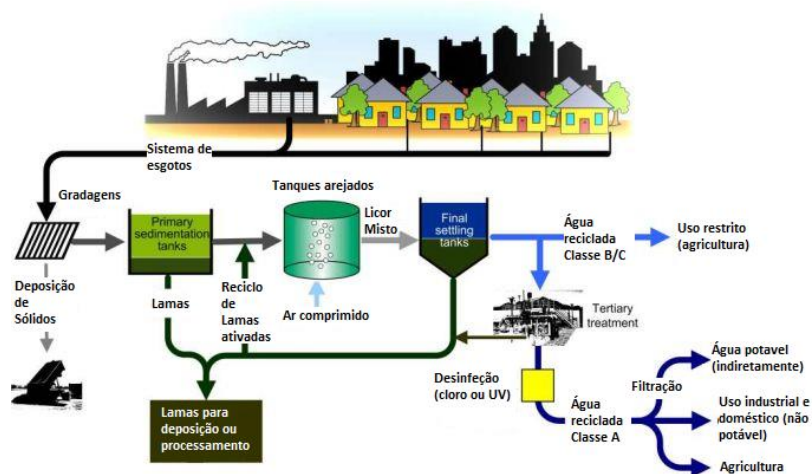 Sistema de
esgotos
Gradagens
Primary
sedimentation
tanks
Tanques arejados
Licor
Misto
Final
settling
tanks
Água
reciclada
Classe B/C
Uso restrito
(agricultura)
Deposição
de
Sólidos
Lamas
Reciclo
de
Lamas
ativadas
Ar comprimido
Tertiary
treatment
Desinfeção
(cloro ou UV)
Lamas para
deposição ou
processamento
Água
reciclada
Classe A
Filtração
Água potavel
(indiretamente)
Uso industrial e
doméstico (não
potável)
Agricultura